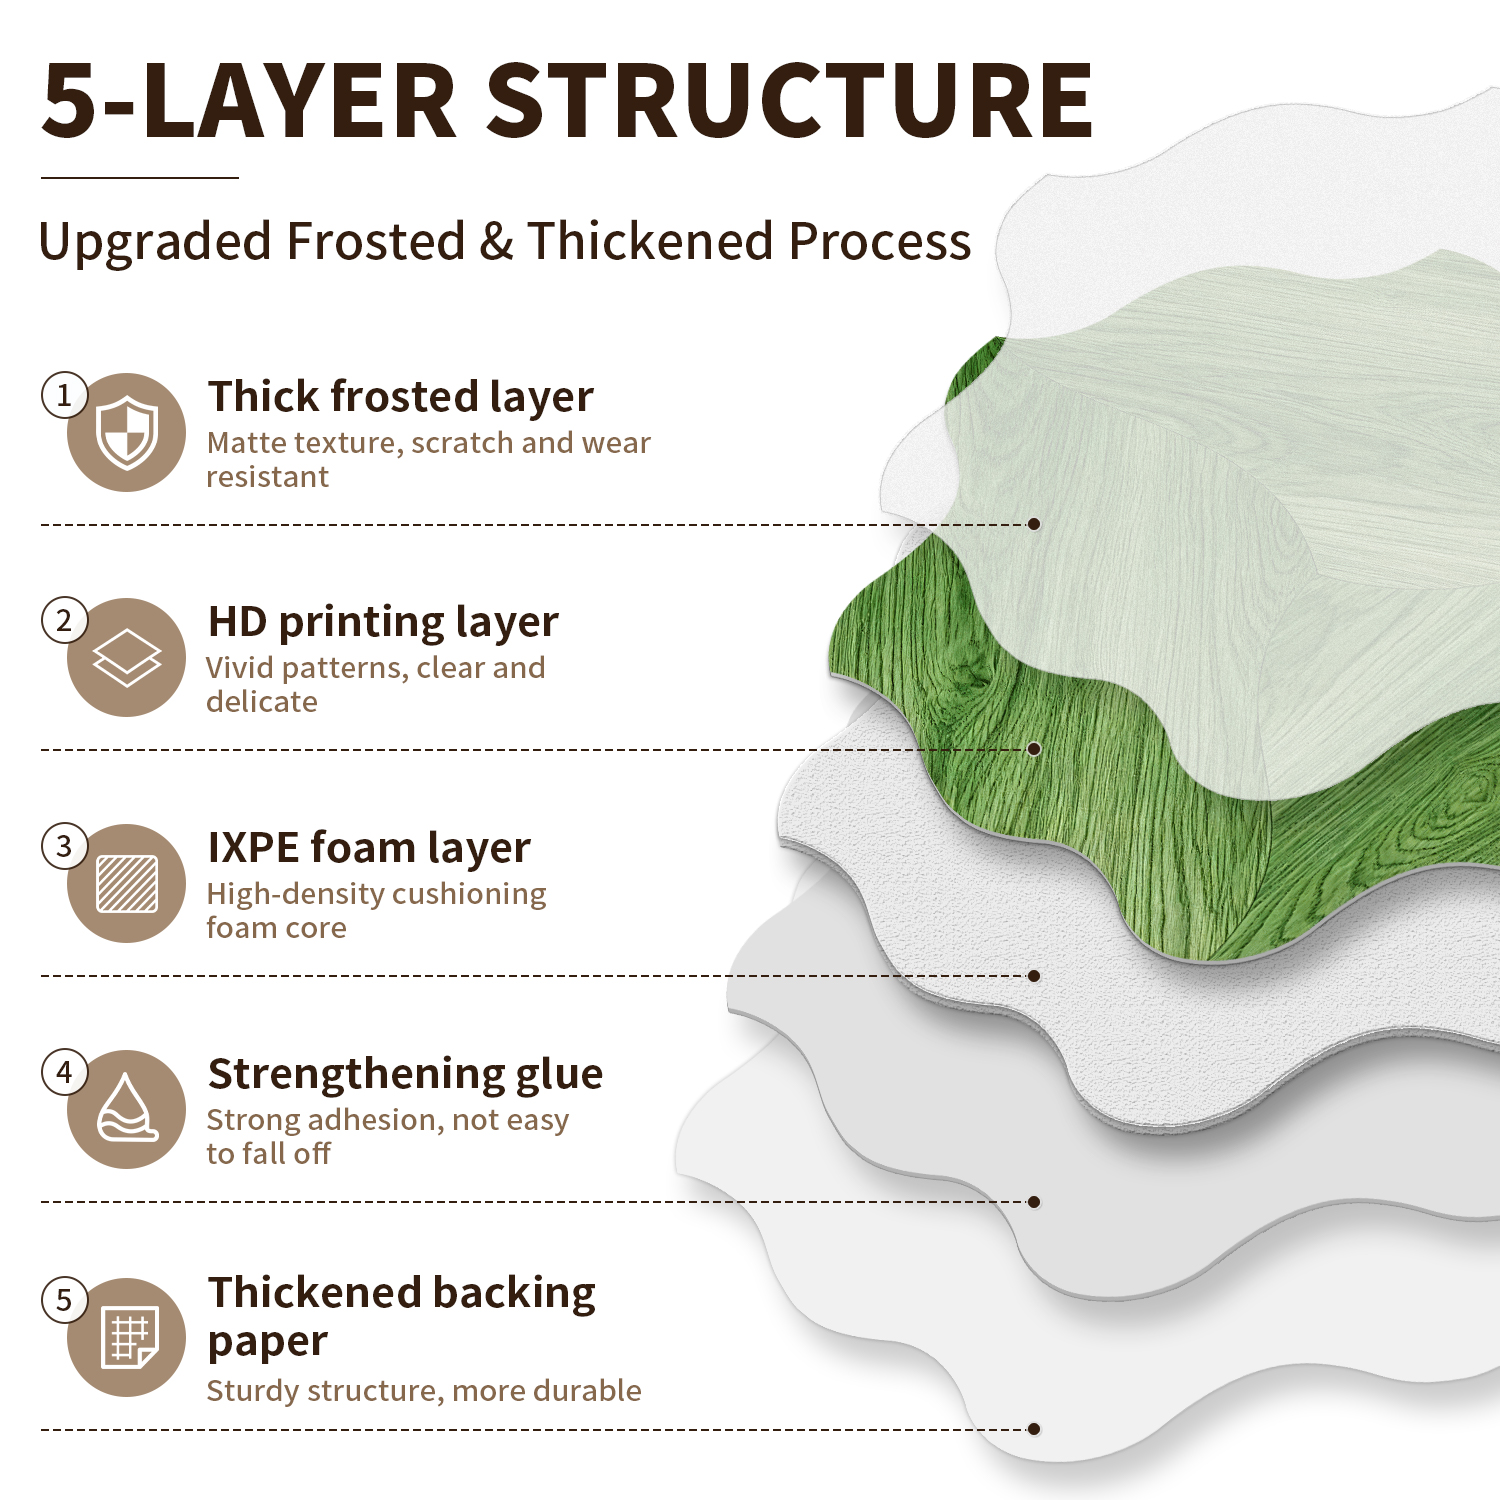 5-LAYER STRUCTURE
Upgraded Frosted & Thickened Process
1
Thick frosted layer
Matte texture, scratch and wear
resistant
2
HD printing layer
Vivid patterns, clear and
delicate
3
IXPE foam layer
High-density cushioning
foam core
4
Strengthening glue
Strong adhesion, not easy
to fall off
5
Thickened backing
paper
Sturdy structure, more durable